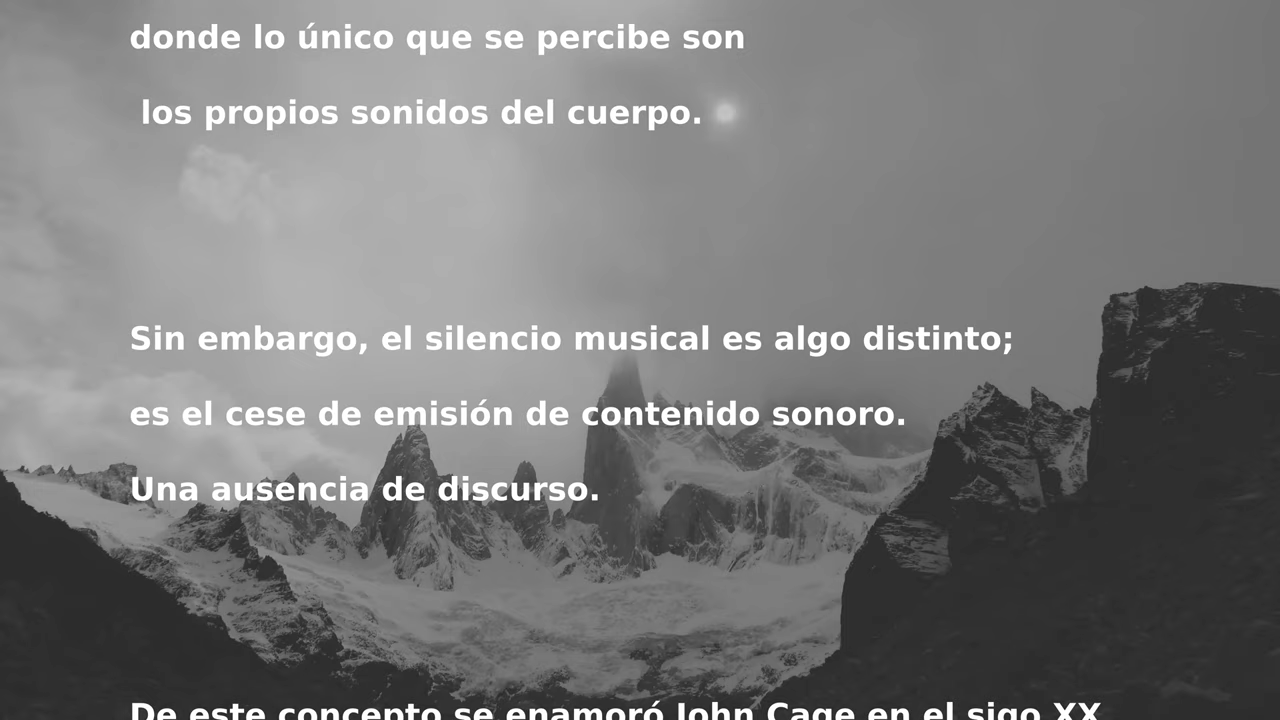 donde lo único que se percibe son
los propios sonidos del cuerpo.
Sin embargo, el silencio musical es algo distinto;
es el cese de emisión de contenido sonoro.
Una ausencia de discurso.
De este concepto se enamoró John Cage en el sigo XX